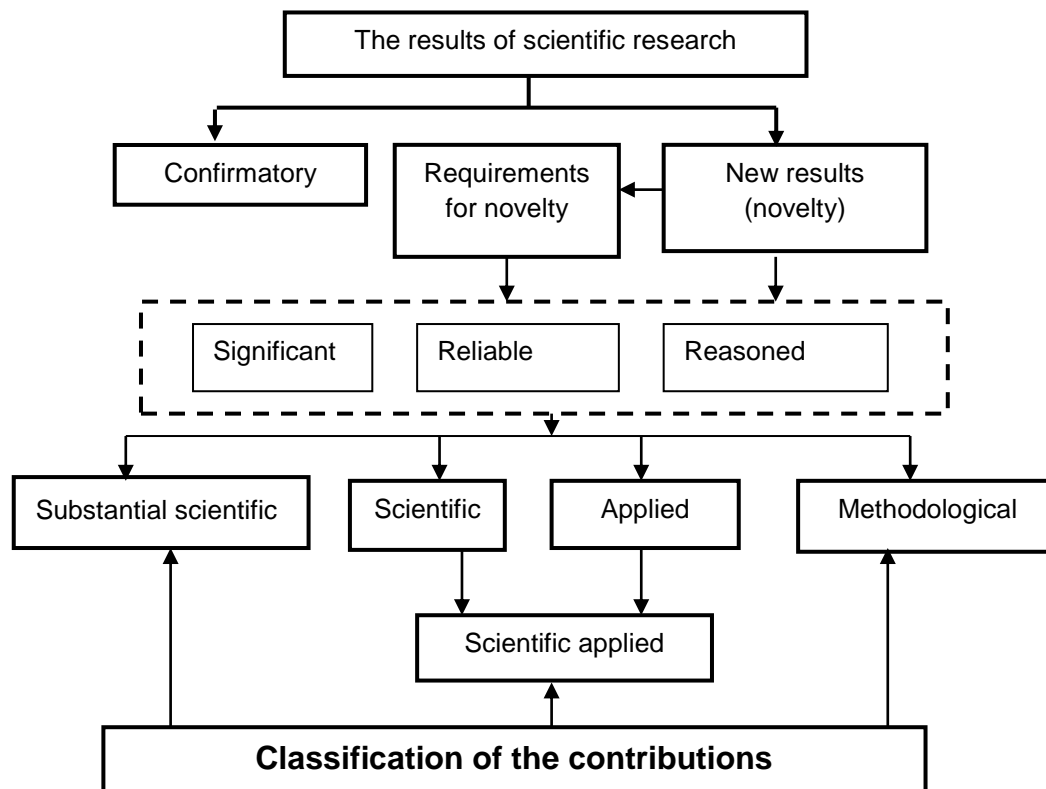 The results of scientific research
Confirmatory
Requirements
for novelty
New results
(novelty)
Significant
Reliable
Reasoned
Substantial scientific
Scientific
Applied
Methodological
Scientific applied
Classification of the contributions